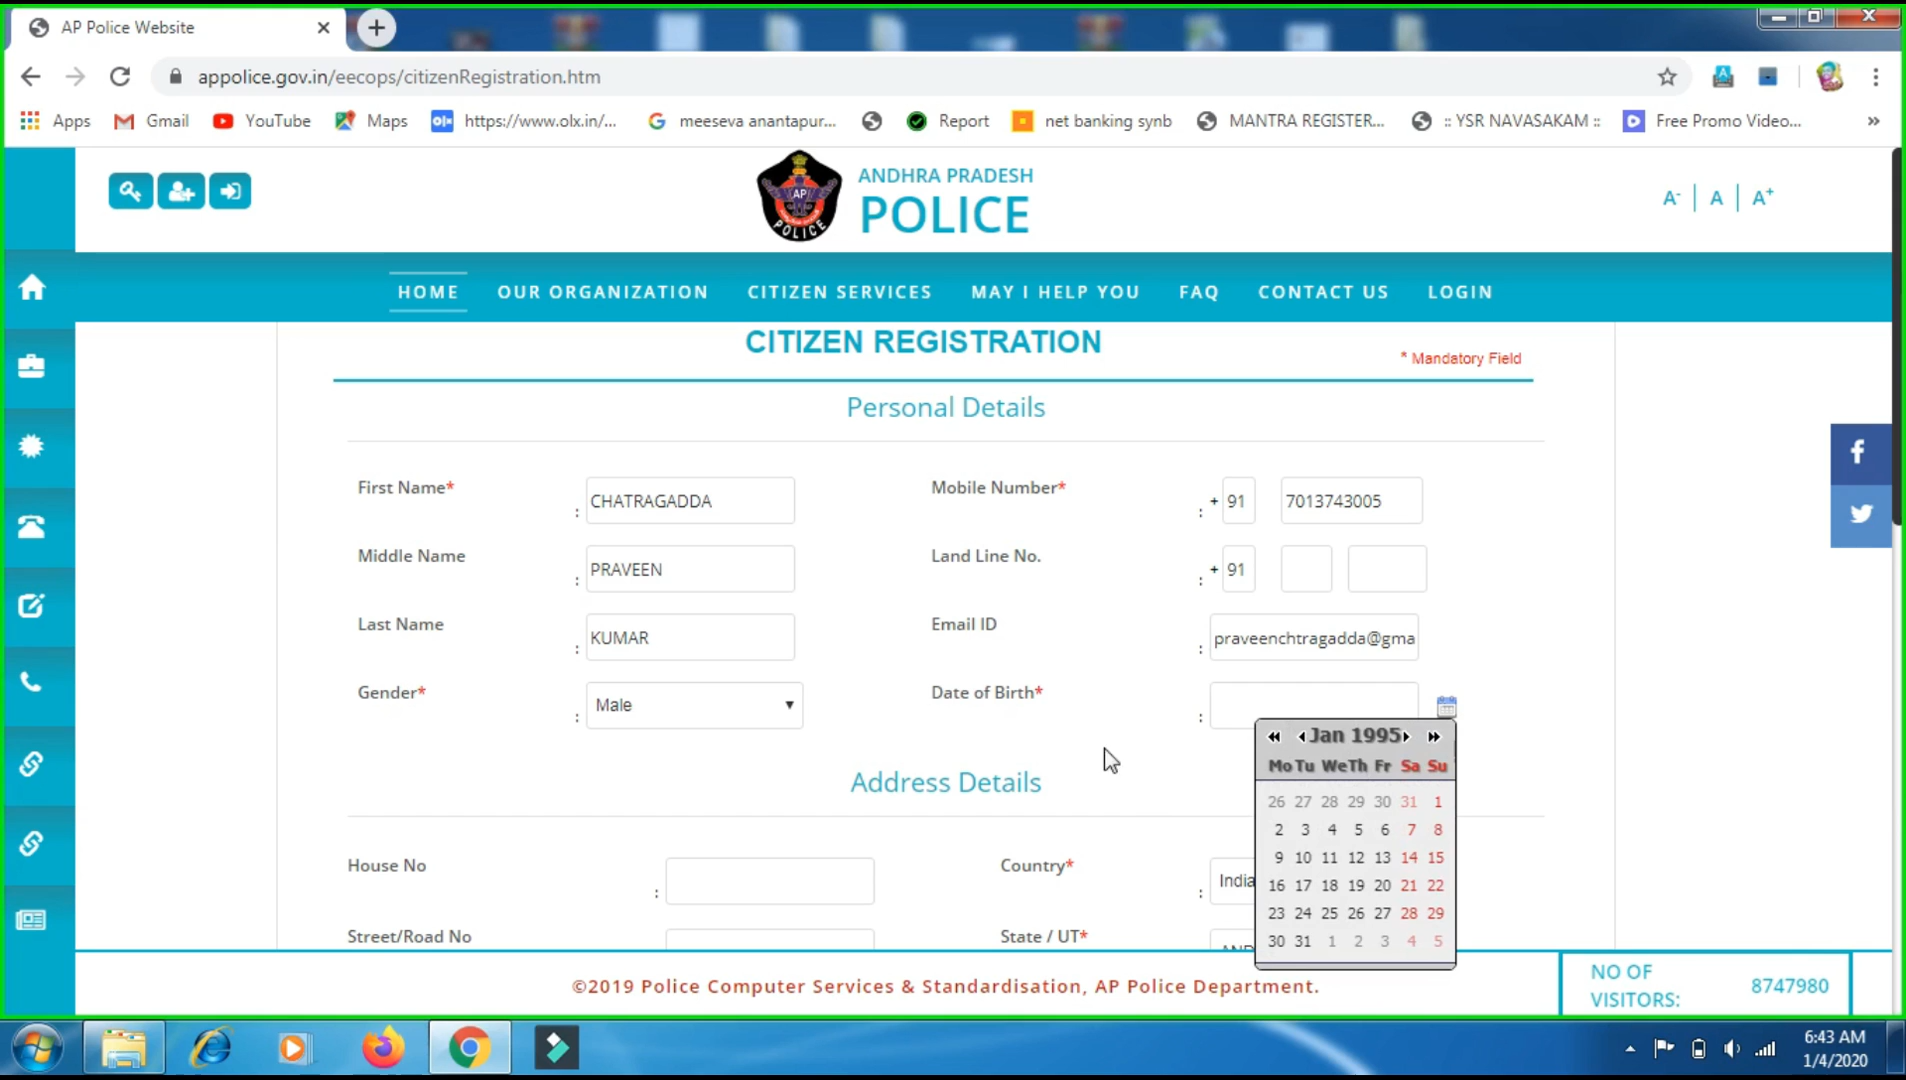 AP Police Website
appolice.gov.in/eecops/citizenRegistration.htm
Apps Gmail YouTube Maps olx https://www.olx.in/... meeseva anantapur... Report net banking synb MANTRA REGISTER... :: YSR NAVASAKAM :: Free Promo Video... »
AP
POLICE
ANDHRA PRADESH
POLICE
A- | A | A+
HOME OUR ORGANIZATION CITIZEN SERVICES MAY I HELP YOU FAQ CONTACT US LOGIN
CITIZEN REGISTRATION
* Mandatory Field
Personal Details
First Name* : CHATRAGADDA Mobile Number* : + 91 7013743005
Middle Name : PRAVEEN Land Line No. : + 91
Last Name : KUMAR Email ID : praveenchtragadda@gma
Gender* : Male Date of Birth* :
Jan 1995
Mo Tu We Th Fr Sa Su
26 27 28 29 30 31 1
2 3 4 5 6 7 8
9 10 11 12 13 14 15
16 17 18 19 20 21 22
23 24 25 26 27 28 29
30 31 1 2 3 4 5
Address Details
House No : Country* : India
Street/Road No State / UT* AND
©2019 Police Computer Services & Standardisation, AP Police Department.
NO OF VISITORS: 8747980
6:43 AM
1/4/2020